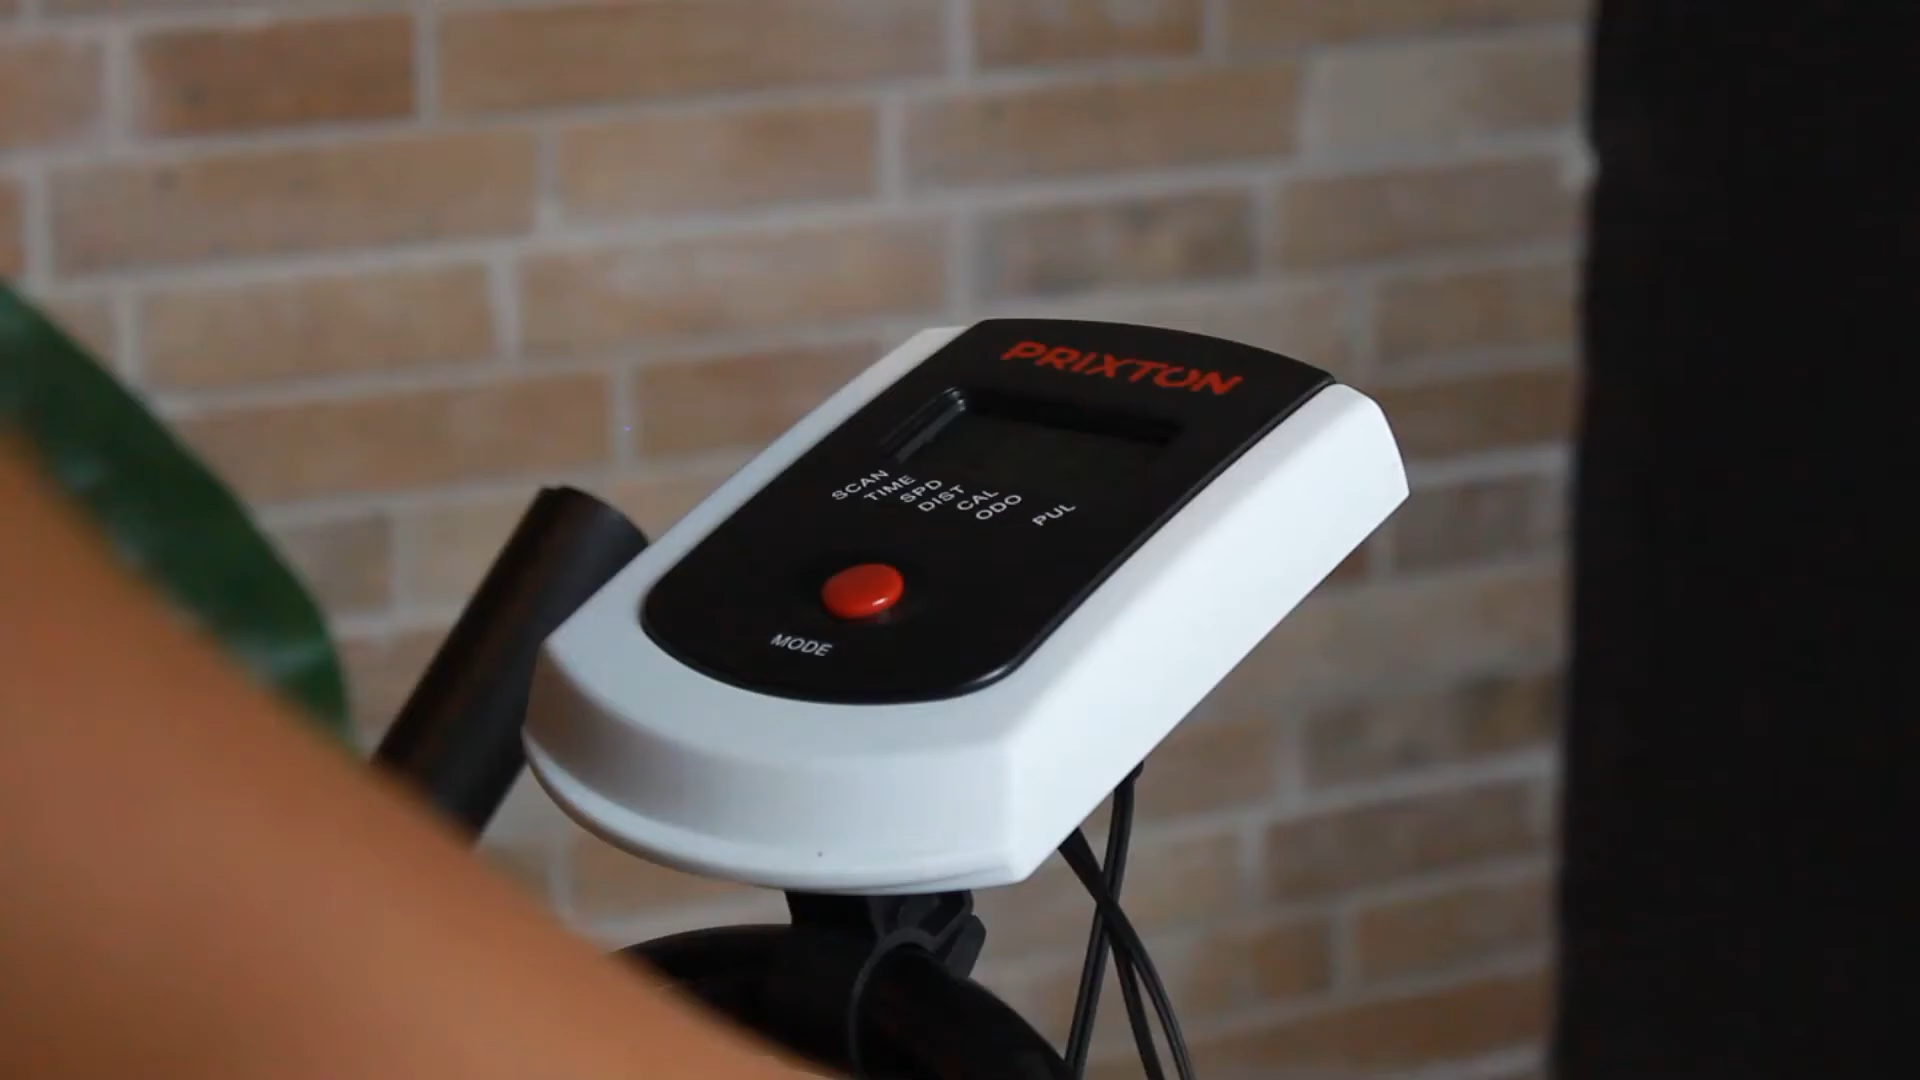 PRIXTON
SCAN
TIME
SPD
DIST
CAL
ODO
PUL
MODE